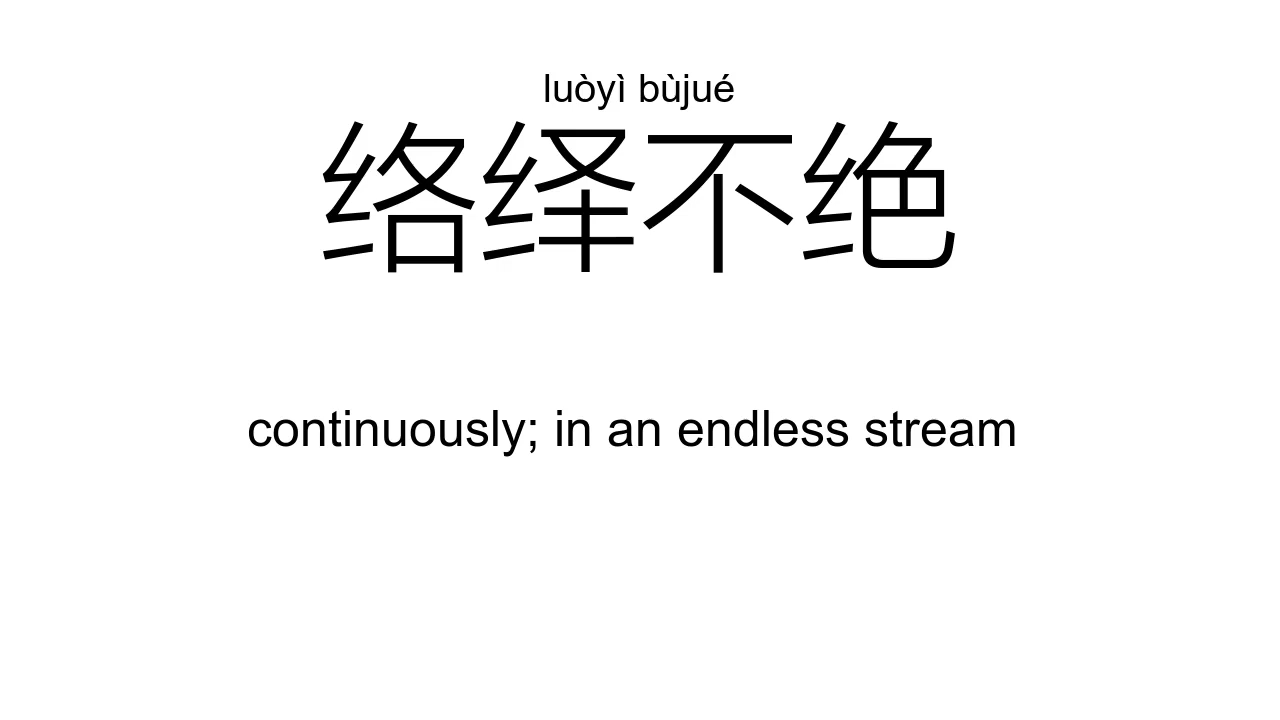 luòyì bùjué
络绎不绝
continuously; in an endless stream